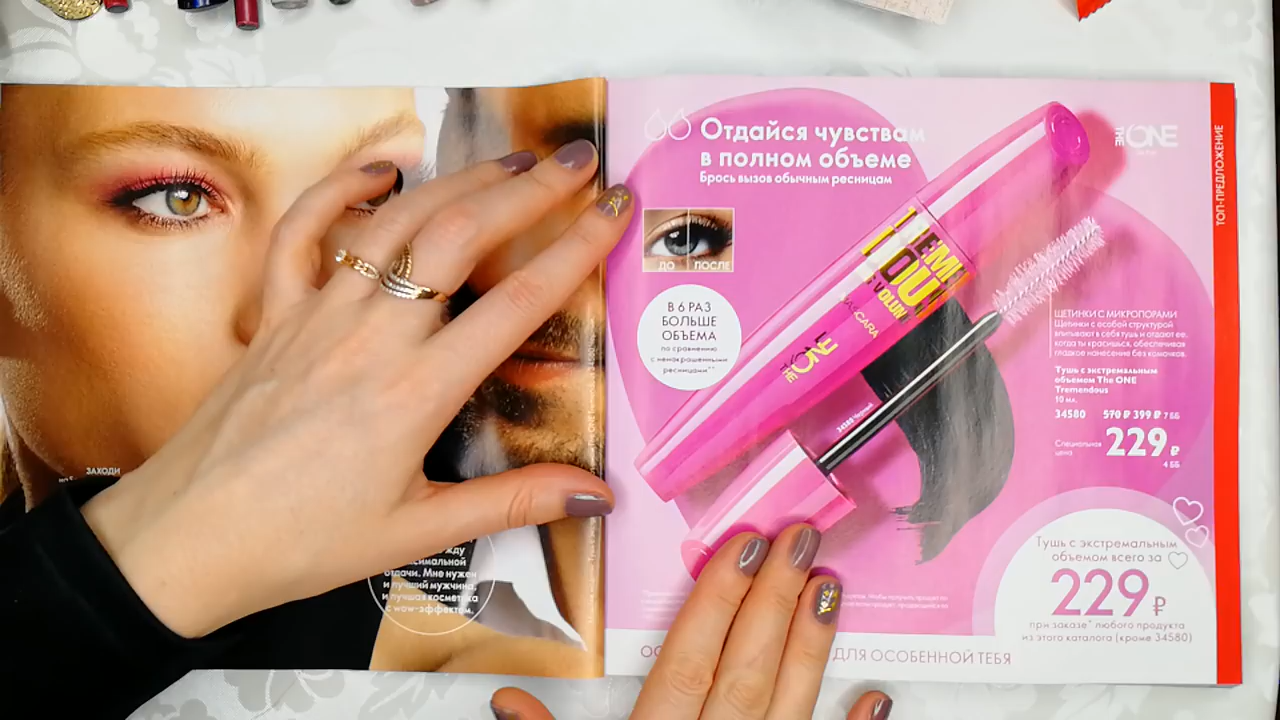 ЗАХОДИ
отдачи. Мне нужен
и лучший мужчина,
и лучшая косметика
с wow-эффектом.
Отдайся чувствам
в полном объеме
Брось вызов обычным ресницам
ДО ПОСЛЕ
В 6 РАЗ
БОЛЬШЕ
ОБЪЕМА
по сравнению
с ненакрашенными
ресницами**
THE ONE
MASCARA
THE ONE
34580 Черный
ТОП-ПРЕДЛОЖЕНИЕ
ЩЕТИНКИ С МИКРОПОРАМИ
Щетинки с особой структурой
впитывают в себя тушь и отдают ее,
когда ты красишься, обеспечивая
гладкое нанесение без комочков.
Тушь с экстремальным
объемом The ONE
Tremendous
10 мл.
34580 570 ₽ 399 ₽ 7 ББ
Специальная
цена
229 ₽
4 ББ
Тушь с экстремальным
объемом всего за
229 ₽
при заказе* любого продукта
из этого каталога (кроме 34580)
ДЛЯ ОСОБЕННОЙ ТЕБЯ